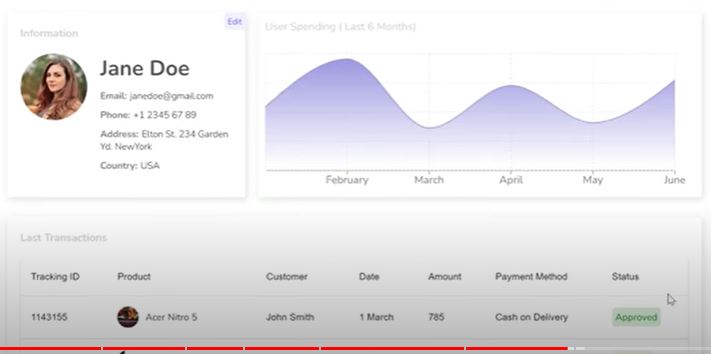 Information
Edit
Jane Doe
Email: janedoe@gmail.com
Phone: +1 2345 67 89
Address: Elton St. 234 Garden
Yd. NewYork
Country: USA
User Spending ( Last 6 Months)
February March April May June
Last Transactions
Tracking ID Product Customer Date Amount Payment Method Status
1143155 Acer Nitro 5 John Smith 1 March 785 Cash on Delivery Approved